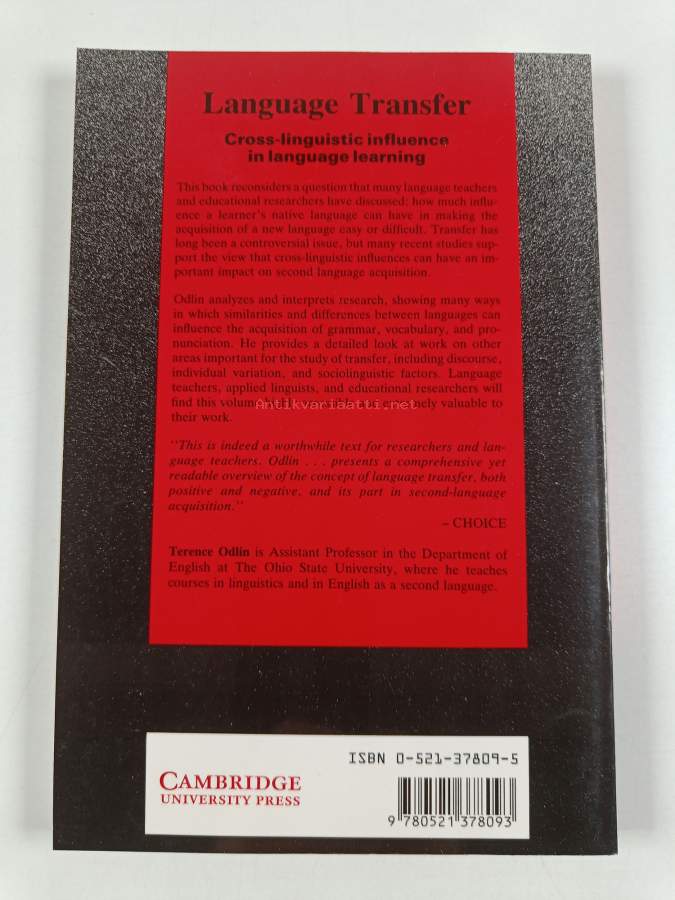 Language Transfer
Cross-linguistic influence
in language learning
This book reconsiders a question that many language teachers
and educational researchers have discussed: how much influ-
ence a learner's native language can have in making the
acquisition of a new language easy or difficult. Transfer has
long been a controversial issue, but many recent studies sup-
port the view that cross-linguistic influences can have an im-
portant impact on second language acquisition.
Odlin analyzes and interprets research, showing many ways
in which similarities and differences between languages can
influence the acquisition of grammar, vocabulary, and pro-
nunciation. He provides a detailed look at work on other
areas important for the study of transfer, including discourse,
individual variation, and sociolinguistic factors. Language
teachers, applied linguists, and educational researchers will
find this volume valuable to
Antikvariaatti.net
their work.
"This is indeed a worthwhile text for researchers and lan-
guage teachers. Odlin . . . presents a comprehensive yet
readable overview of the concept of language transfer, both
positive and negative, and its part in second-language
acquisition."
– CHOICE
Terence Odlin is Assistant Professor in the Department of
English at The Ohio State University, where he teaches
courses in linguistics and in English as a second language.
ISBN 0-521-37809-5
CAMBRIDGE
UNIVERSITY PRESS
9 780521 378093